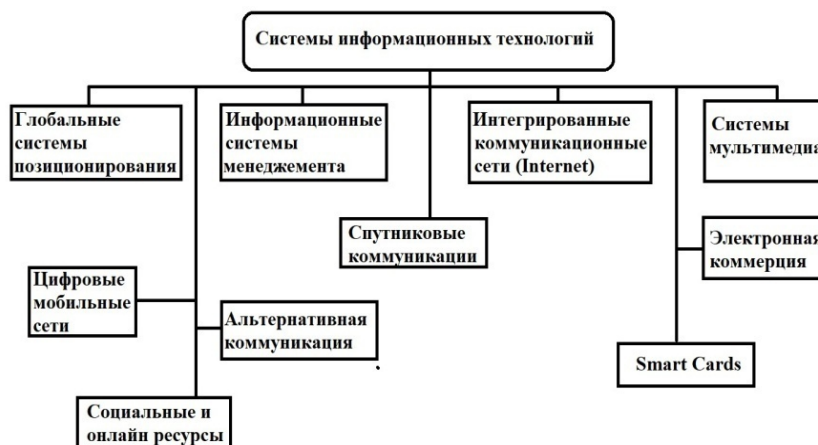 Системы информационных технологий
Глобальные
системы
позиционирования
Информационные
системы
менеджемента
Интегрированные
коммуникационные
сети (Internet)
Системы
мультимедиа
Спутниковые
коммуникации
Электронная
коммерция
Цифровые
мобильные
сети
Альтернативная
коммуникация
Smart Cards
Социальные и
онлайн ресурсы